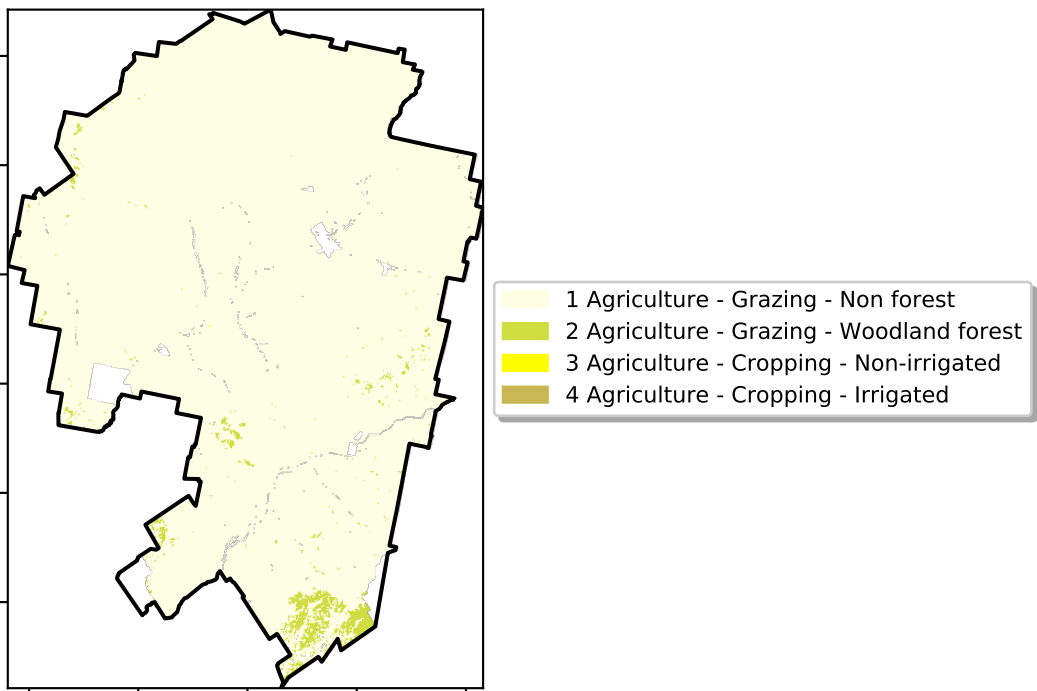 1 Agriculture - Grazing - Non forest
2 Agriculture - Grazing - Woodland forest
3 Agriculture - Cropping - Non-irrigated
4 Agriculture - Cropping - Irrigated